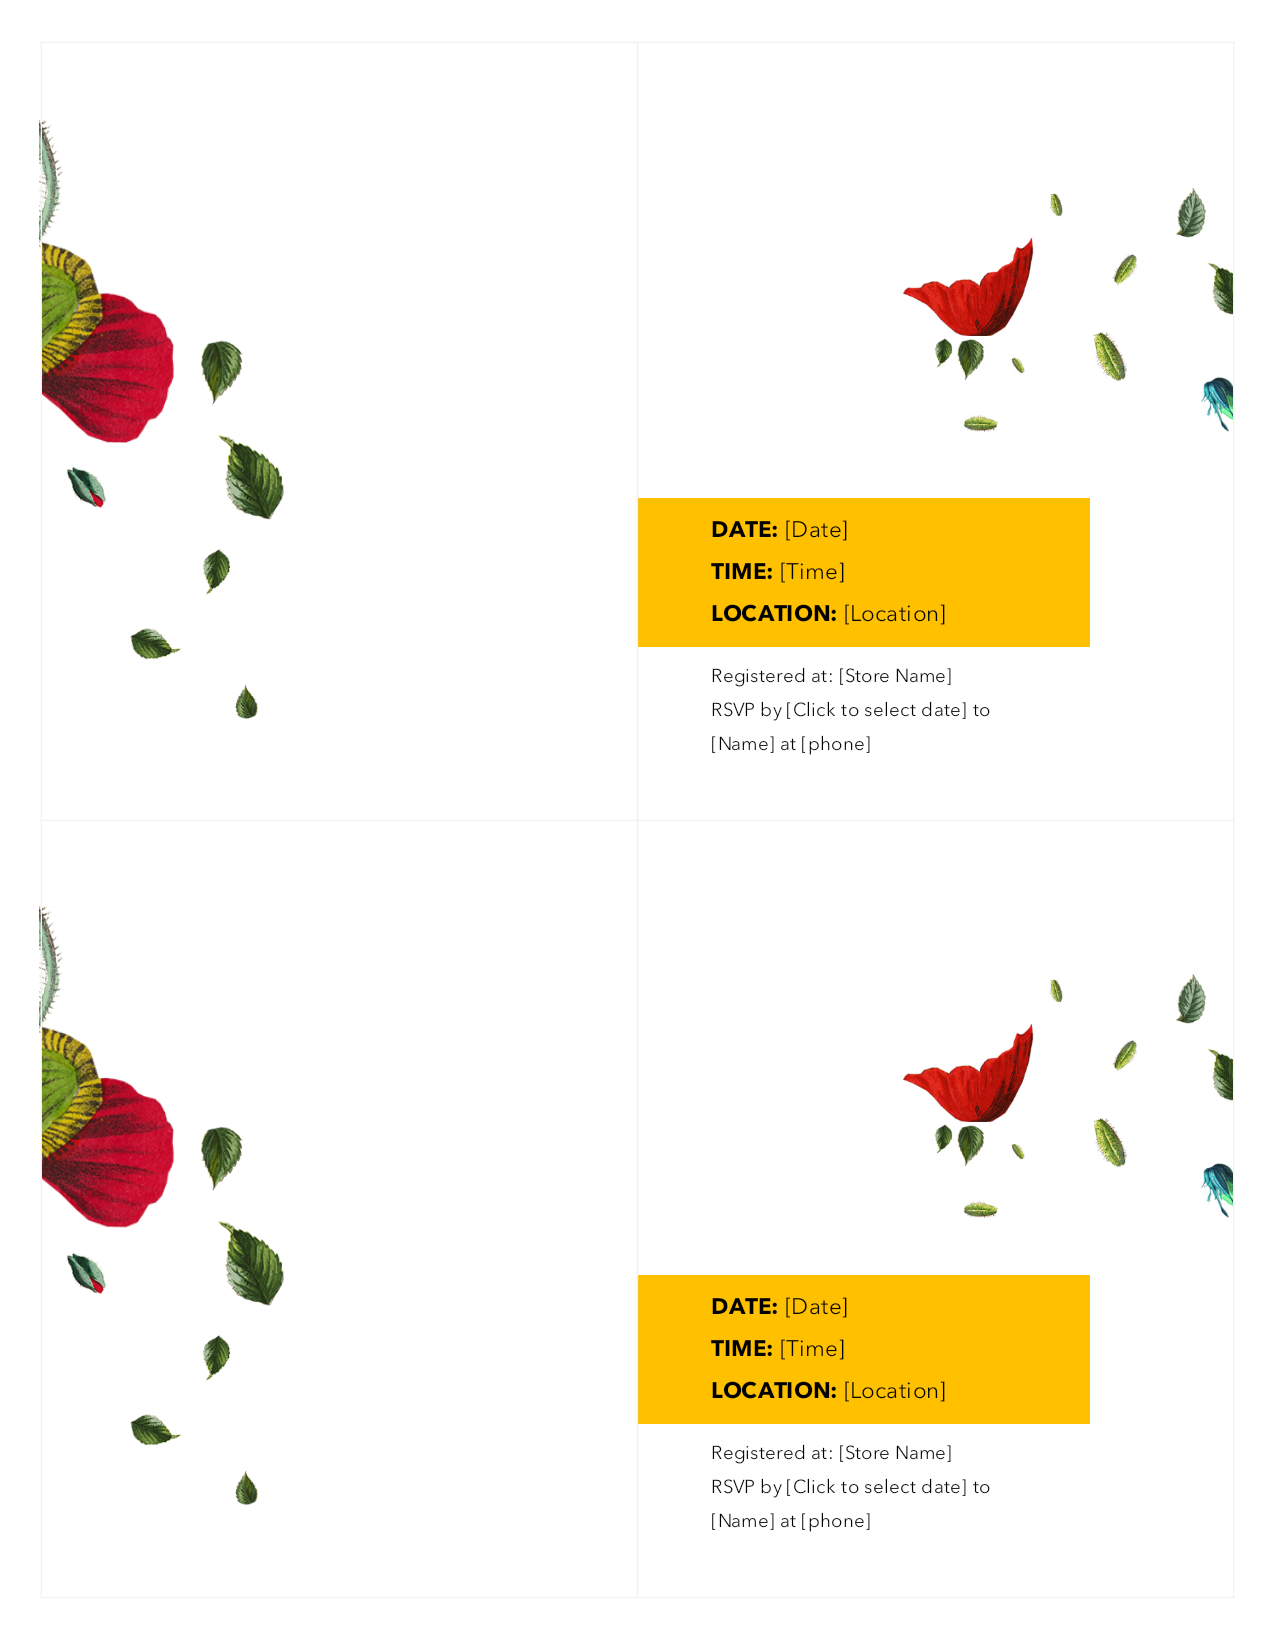 DATE: [Date]
TIME: [Time]
LOCATION: [Location]
Registered at: [Store Name]
RSVP by [Click to select date] to
[Name] at [phone]
DATE: [Date]
TIME: [Time]
LOCATION: [Location]
Registered at: [Store Name]
RSVP by [Click to select date] to
[Name] at [phone]